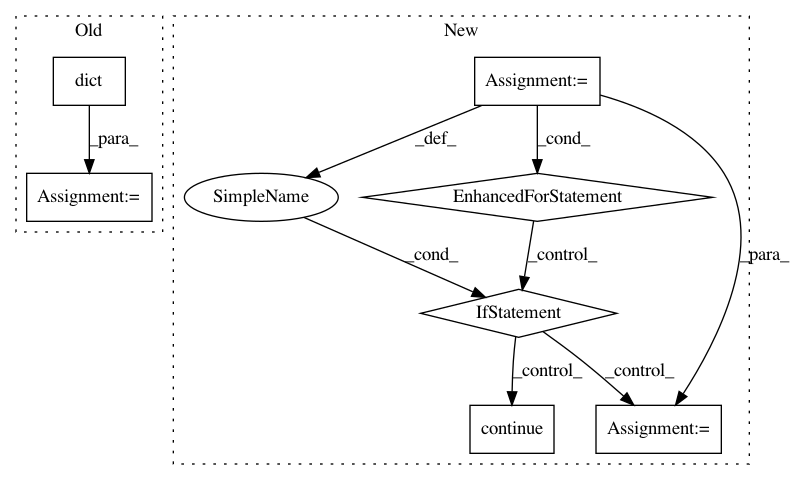 Old
New
dict
Assignment:=
_para_
_def_
_cond_
Assignment:=
SimpleName
EnhancedForStatement
_cond_
_control_
_para_
IfStatement
_control_
_control_
continue
Assignment:=